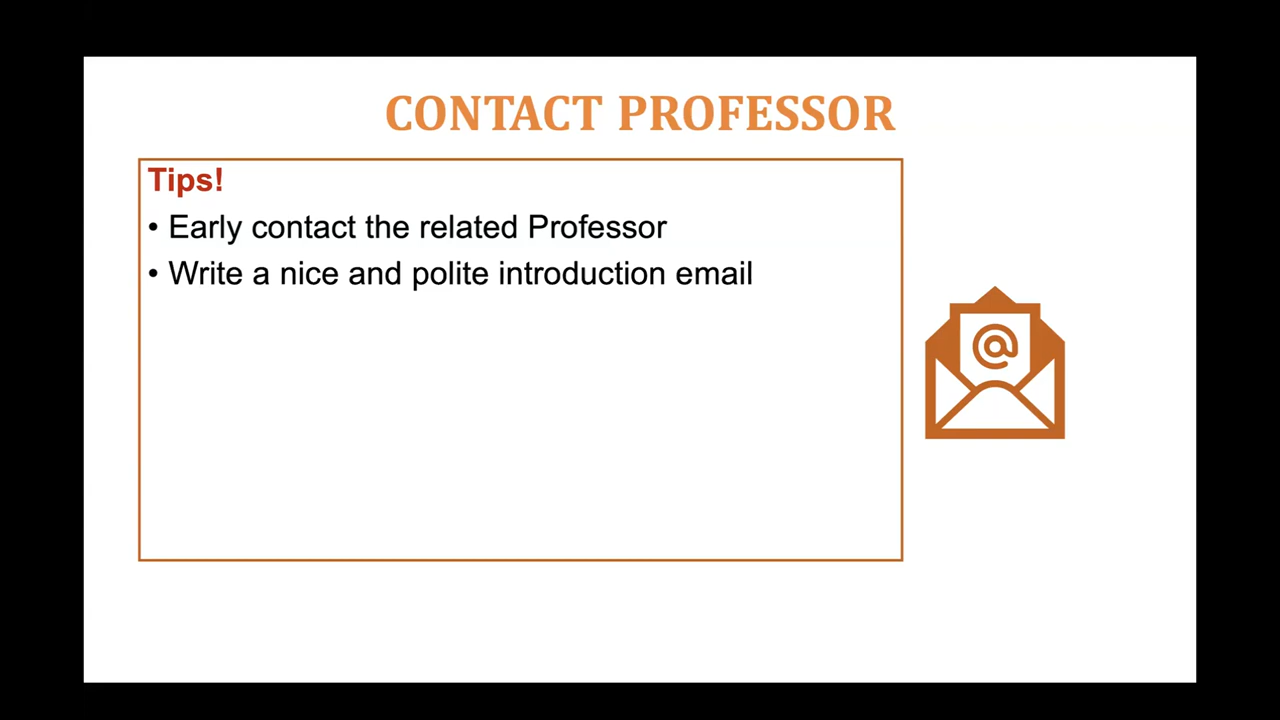 CONTACT PROFESSOR
Tips!
• Early contact the related Professor
• Write a nice and polite introduction email
@